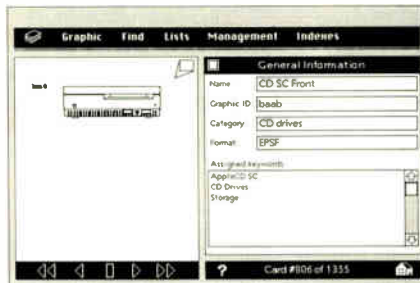 Graphic Find Lists Management Indexes
General Information
Name CD SC Front
Graphic ID baab
Category CD drives
Format EPSF
Assigned keywords
AppleCD SC
CD Drives
Storage
? Card #806 of 1355